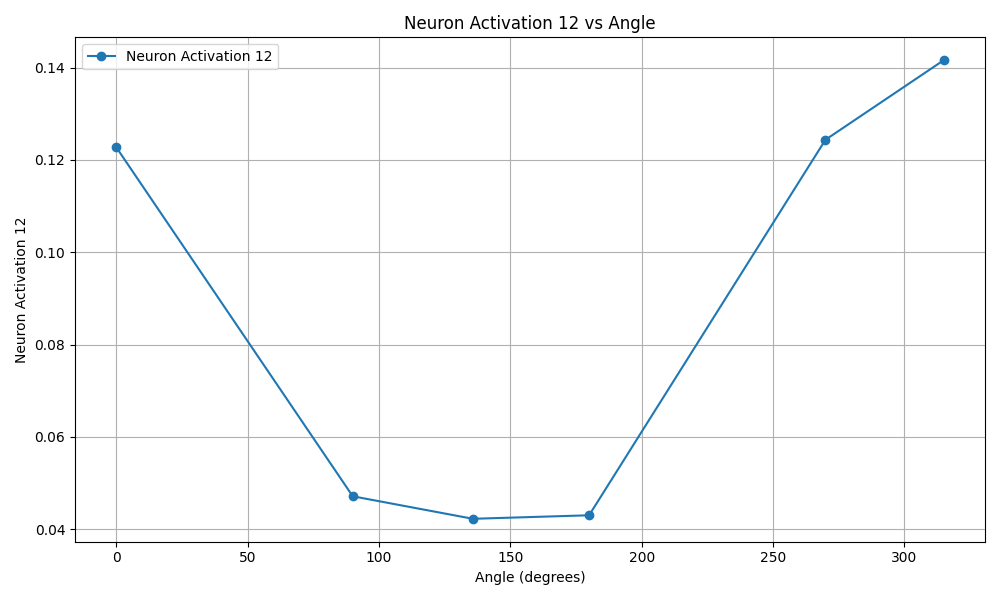 Neuron Activation 12 vs Angle
Neuron Activation 12
0.14
0.12
0.10
0.08
0.06
0.04
Neuron Activation 12
0 50 100 150 200 250 300
Angle (degrees)